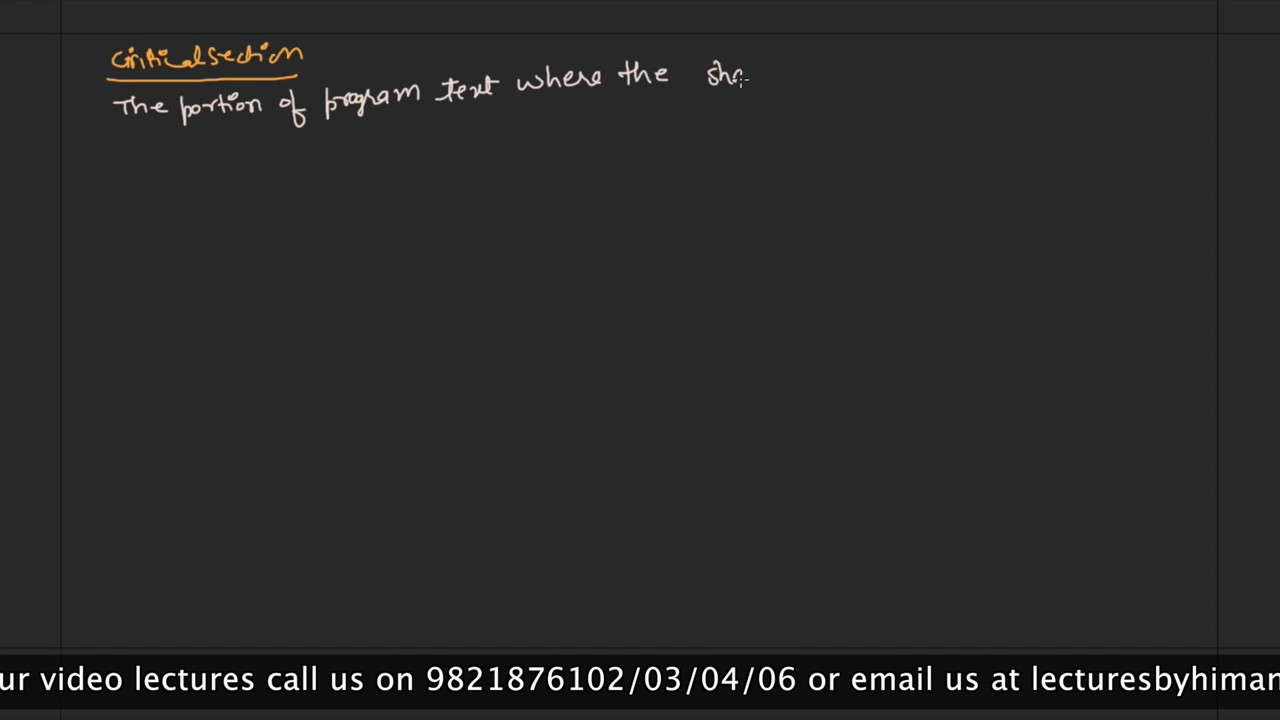 Critical section
The portion of program text where the sha
ur video lectures call us on 9821876102/03/04/06 or email us at lecturesbyhiman